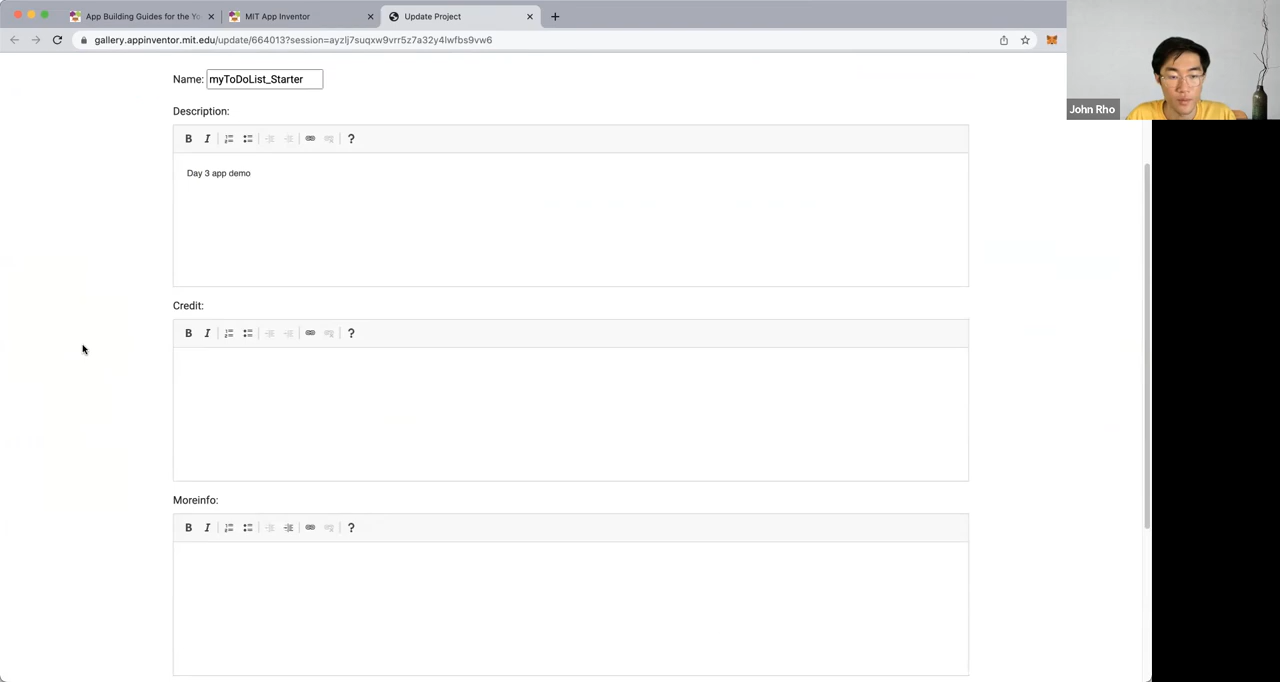 App Building Guides for the Yo
MIT App Inventor
Update Project
gallery.appinventor.mit.edu/update/664013?session=ayzlj7suqxw9vrr5z7a32y4lwfbs9vw6
John Rho
Name: myToDoList_Starter
Description:
B I ?
Day 3 app demo
Credit:
B I ?
Moreinfo:
B I ?